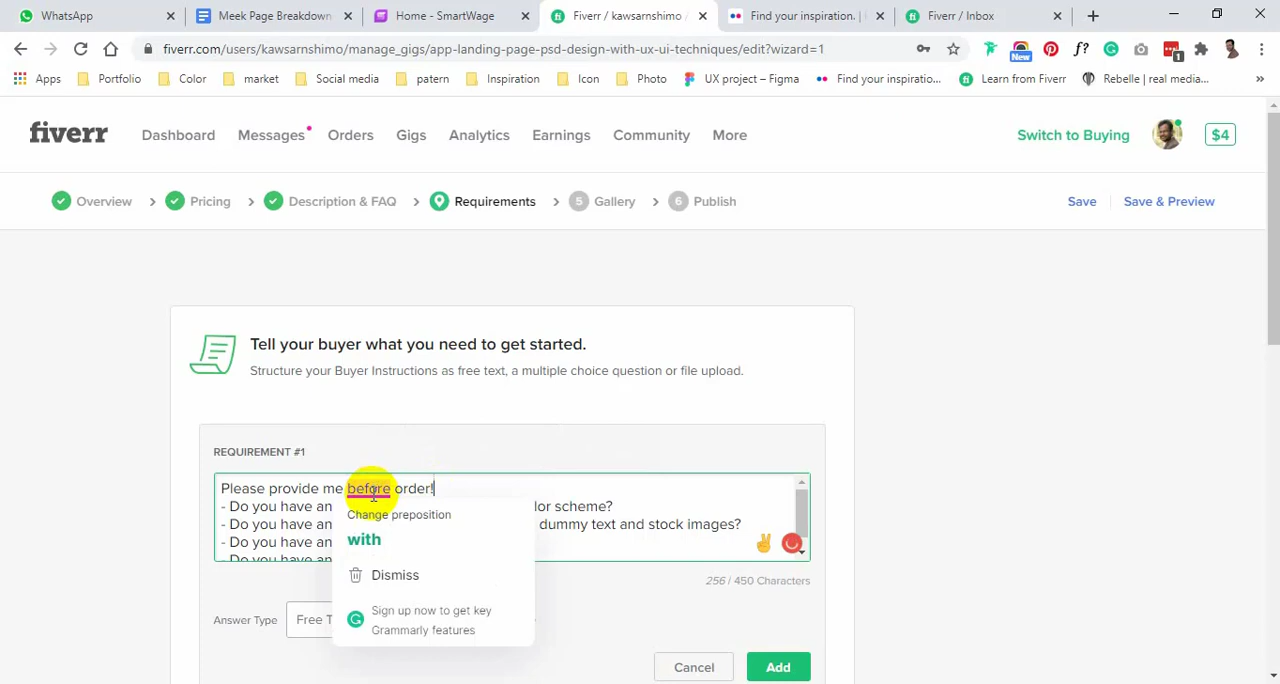 WhatsApp
Meek Page Breakdown
Home - SmartWage
Fiverr / kawsarnshimo
Find your inspiration. |
Fiverr / Inbox
fiverr.com/users/kawsarnshimo/manage_gigs/app-landing-page-psd-design-with-ux-ui-techniques/edit?wizard=1
f?
New
1
Apps
Portfolio
Color
market
Social media
patern
Inspiration
Icon
Photo
UX project – Figma
Find your inspiratio...
Learn from Fiverr
Rebelle | real media...
»
fiverr
Dashboard
Messages
Orders
Gigs
Analytics
Earnings
Community
More
Switch to Buying
$4
Overview
Pricing
Description & FAQ
Requirements
5 Gallery
6 Publish
Save
Save & Preview
Tell your buyer what you need to get started.
Structure your Buyer Instructions as free text, a multiple choice question or file upload.
REQUIREMENT #1
Please provide me before order!
- Do you have an lor scheme?
- Do you have an dummy text and stock images?
- Do you have an
- Do you have an
Change preposition
with
Dismiss
Sign up now to get key
Grammarly features
256 / 450 Characters
Answer Type
Free T
Cancel
Add